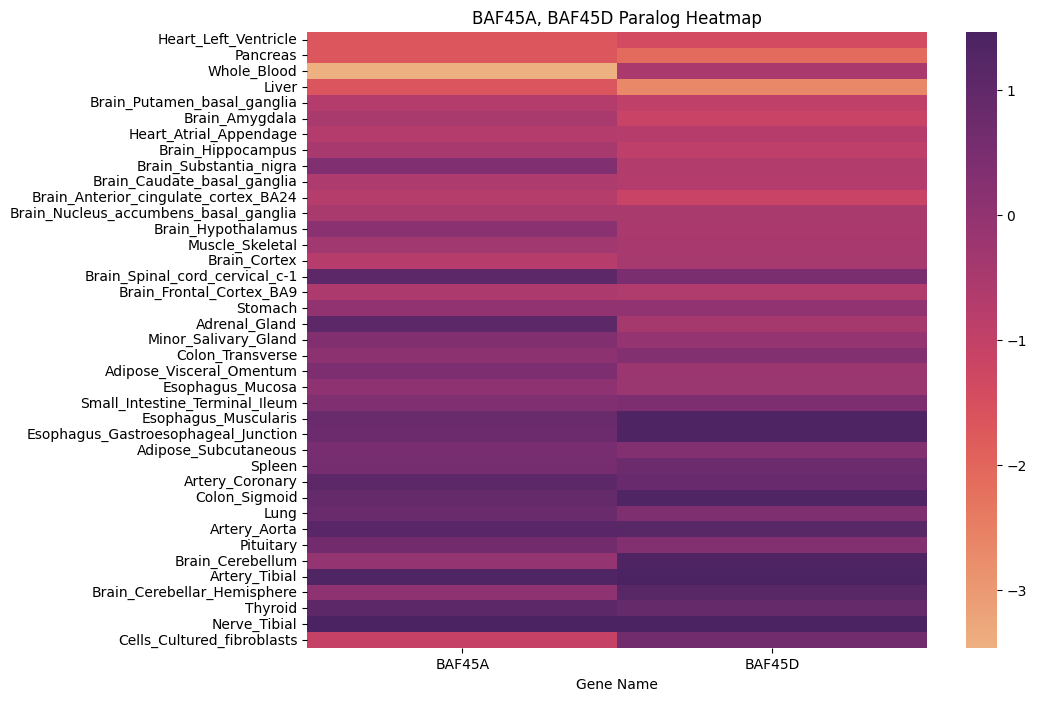 BAF45A, BAF45D Paralog Heatmap
Heart_Left_Ventricle
Pancreas
Whole_Blood
Liver
Brain_Putamen_basal_ganglia
Brain_Amygdala
Heart_Atrial_Appendage
Brain_Hippocampus
Brain_Substantia_nigra
Brain_Caudate_basal_ganglia
Brain_Anterior_cingulate_cortex_BA24
Brain_Nucleus_accumbens_basal_ganglia
Brain_Hypothalamus
Muscle_Skeletal
Brain_Cortex
Brain_Spinal_cord_cervical_c-1
Brain_Frontal_Cortex_BA9
Stomach
Adrenal_Gland
Minor_Salivary_Gland
Colon_Transverse
Adipose_Visceral_Omentum
Esophagus_Mucosa
Small_Intestine_Terminal_Ileum
Esophagus_Muscularis
Esophagus_Gastroesophageal_Junction
Adipose_Subcutaneous
Spleen
Artery_Coronary
Colon_Sigmoid
Lung
Artery_Aorta
Pituitary
Brain_Cerebellum
Artery_Tibial
Brain_Cerebellar_Hemisphere
Thyroid
Nerve_Tibial
Cells_Cultured_fibroblasts
BAF45A
BAF45D
Gene Name
1
0
−1
−2
−3